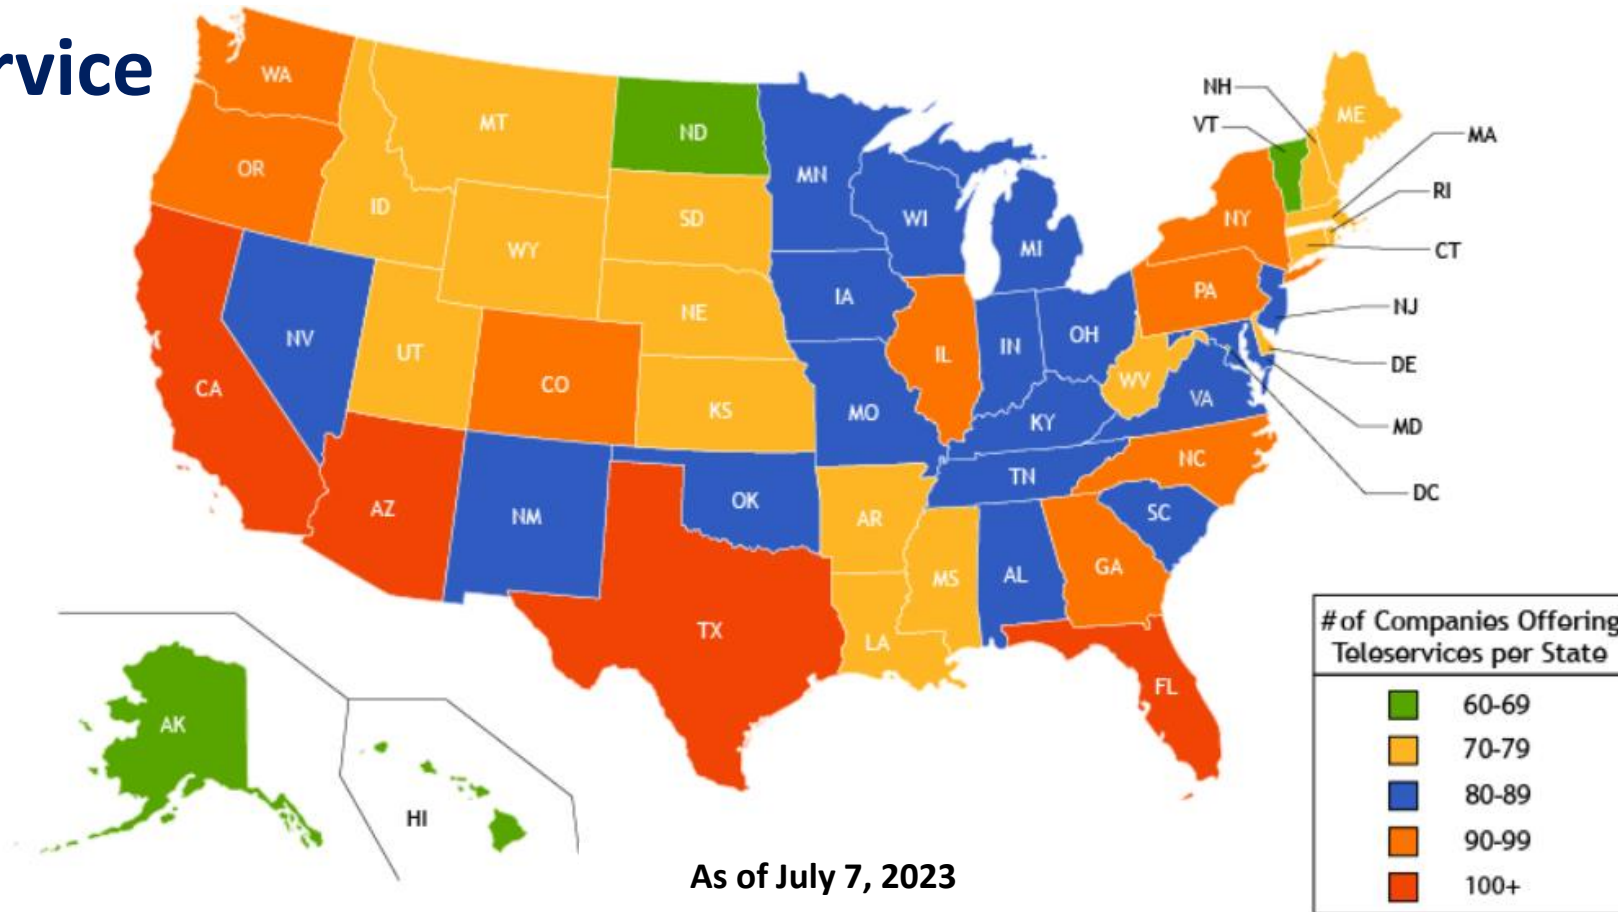 rvice
WA
MT
ND
OR
ID
WY
SD
MN
WI
MI
NH
VT
ME
MA
RI
NY
CT
NE
IA
PA
NJ
NV
UT
CO
KS
IL
IN
OH
DE
CA
MO
KY
WV
VA
MD
NC
DC
AZ
NM
OK
AR
TN
SC
MS
AL
GA
TX
LA
FL
AK
HI
# of Companies Offering
Teleservices per State
60-69
70-79
80-89
90-99
100+
As of July 7, 2023